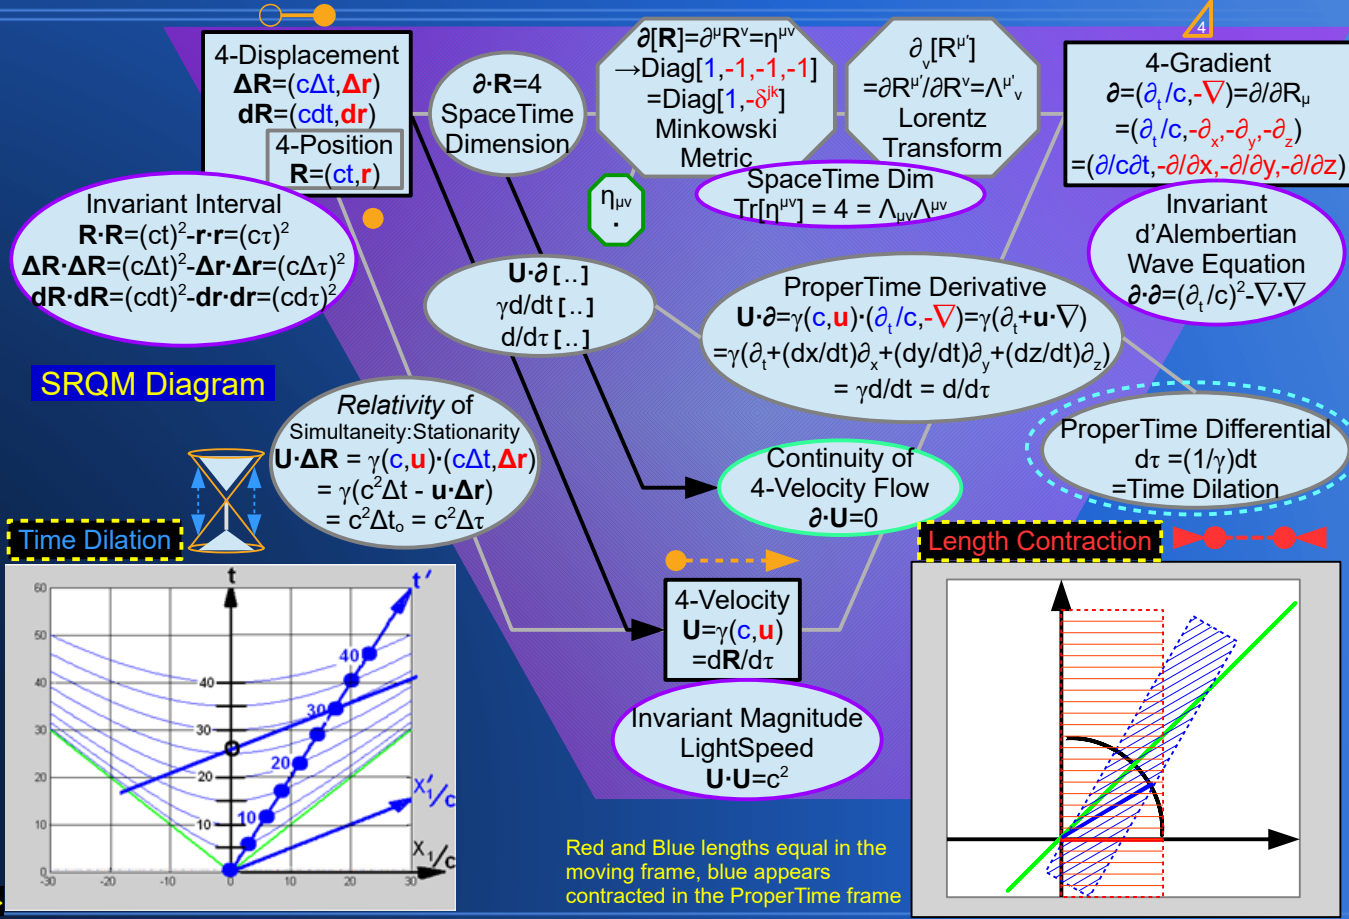 4-Displacement
ΔR=(cΔt,Δr)
dR=(cdt,dr)
4-Position
R=(ct,r)
∂·R=4
SpaceTime
Dimension
∂[R]=∂^μR^ν=η^μν
→Diag[1,-1,-1,-1]
=Diag[1,-δ^jk]
Minkowski
Metric
∂_ν[R^μ']
=∂R^μ'/∂R^ν=Λ^μ'_ν
Lorentz
Transform
4
4-Gradient
∂=(∂_t/c,-∇)=∂/∂R_μ
=(∂_t/c,-∂_x,-∂_y,-∂_z)
=(∂/c∂t,-∂/∂x,-∂/∂y,-∂/∂z)
Invariant Interval
R·R=(ct)²-r·r=(cτ)²
ΔR·ΔR=(cΔt)²-Δr·Δr=(cΔτ)²
dR·dR=(cdt)²-dr·dr=(cdτ)²
η_μν
·
SpaceTime Dim
Tr[η^μν] = 4 = Λ_μνΛ^μν
Invariant
d'Alembertian
Wave Equation
∂·∂=(∂_t/c)²-∇·∇
U·∂[..]
γd/dt[..]
d/dτ[..]
ProperTime Derivative
U·∂=γ(c,u)·(∂_t/c,-∇)=γ(∂_t+u·∇)
=γ(∂_t+(dx/dt)∂_x+(dy/dt)∂_y+(dz/dt)∂_z)
= γd/dt = d/dτ
SRQM Diagram
Relativity of
Simultaneity:Stationarity
U·ΔR = γ(c,u)·(cΔt,Δr)
= γ(c²Δt - u·Δr)
= c²Δt_o = c²Δτ
ProperTime Differential
dτ =(1/γ)dt
=Time Dilation
Continuity of
4-Velocity Flow
∂·U=0
Time Dilation
Length Contraction
4-Velocity
U=γ(c,u)
=dR/dτ
Invariant Magnitude
LightSpeed
U·U=c²
t
t'
60
50
40
30
20
10
0
40
30
20
10
40
30
20
10
X'_1/c
X_1/c
-30
-20
-10
0
10
20
30
Red and Blue lengths equal in the
moving frame, blue appears
contracted in the ProperTime frame